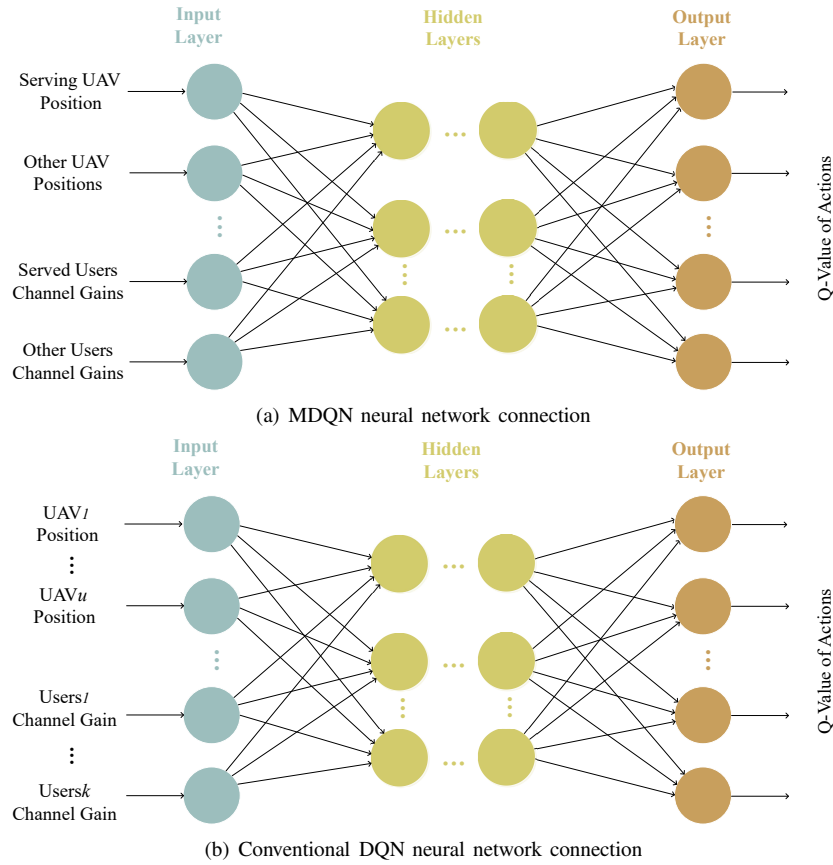 Input
Layer
Hidden
Layers
Output
Layer
Serving UAV
Position
Other UAV
Positions
Served Users
Channel Gains
Other Users
Channel Gains
Q-Value of Actions
(a) MDQN neural network connection
Input
Layer
Hidden
Layers
Output
Layer
UAV1
Position
UAVu
Position
Users1
Channel Gain
Usersk
Channel Gain
Q-Value of Actions
(b) Conventional DQN neural network connection